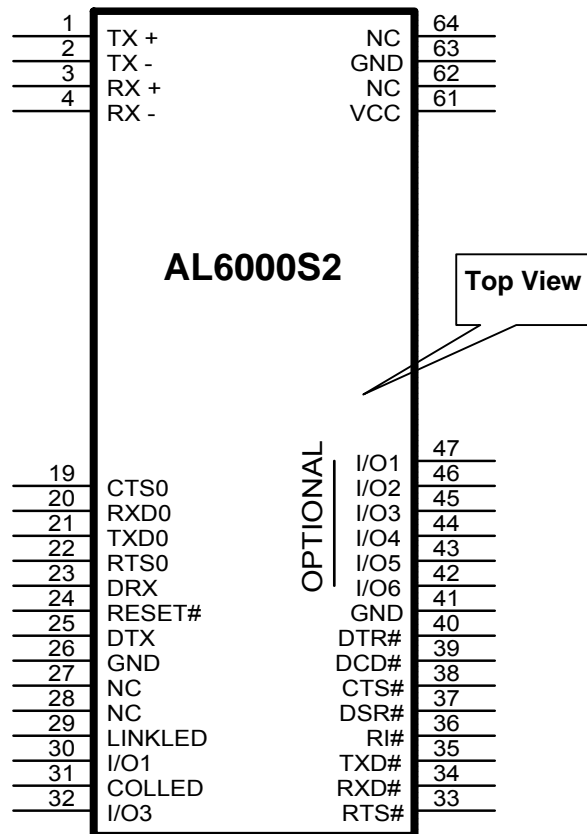 1 TX + NC 64
2 TX - GND 63
3 RX + NC 62
4 RX - VCC 61
AL6000S2
Top View
OPTIONAL
I/O1 47
19 CTS0 I/O2 46
20 RXD0 I/O3 45
21 TXD0 I/O4 44
22 RTS0 I/O5 43
23 DRX I/O6 42
24 RESET# GND 41
25 DTX DTR# 40
26 GND DCD# 39
27 NC CTS# 38
28 NC DSR# 37
29 LINKLED RI# 36
30 I/O1 TXD# 35
31 COLLED RXD# 34
32 I/O3 RTS# 33